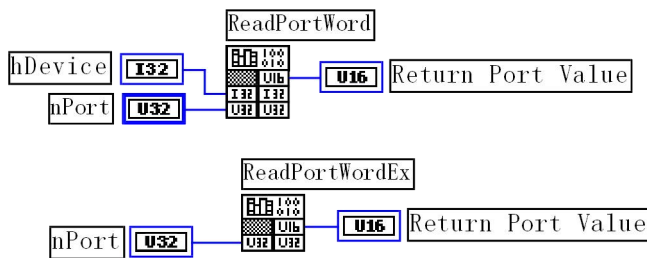 ReadPortWord
hDevice I32 U16 Return Port Value
I32 I32
nPort U32 U32 U32
ReadPortWordEx
U16 Return Port Value
nPort U32 U32 U32